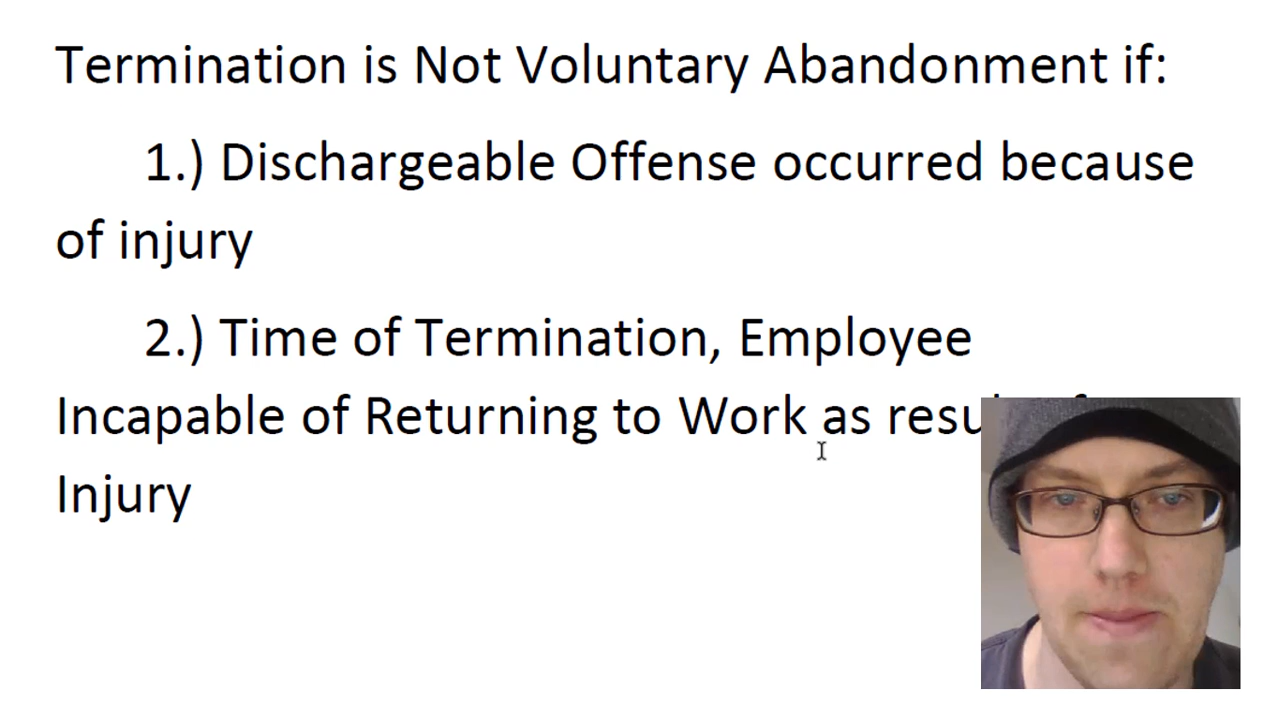 Termination is Not Voluntary Abandonment if:
1.) Dischargeable Offense occurred because
of injury
2.) Time of Termination, Employee
Incapable of Returning to Work as
Injury